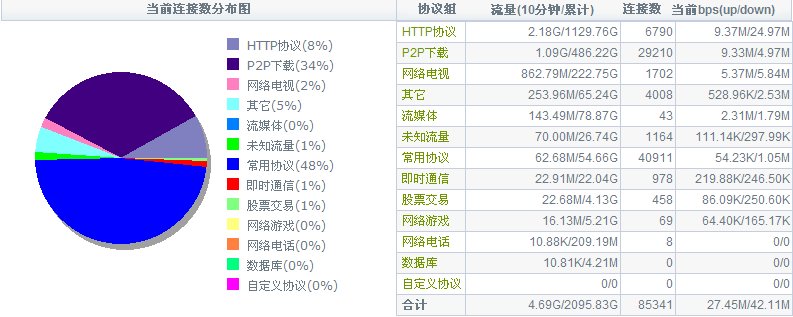 当前连接数分布图
HTTP协议(8%)
P2P下载(34%)
网络电视(2%)
其它(5%)
流媒体(0%)
未知流量(1%)
常用协议(48%)
即时通信(1%)
股票交易(1%)
网络游戏(0%)
网络电话(0%)
数据库(0%)
自定义协议(0%)
协议组 流量(10分钟/累计) 连接数 当前bps(up/down)
HTTP协议 2.18G/1129.76G 6790 9.37M/24.97M
P2P下载 1.09G/486.22G 29210 9.33M/4.97M
网络电视 862.79M/222.75G 1702 5.37M/5.84M
其它 253.96M/65.24G 4008 528.96K/2.53M
流媒体 143.49M/78.87G 43 2.31M/1.79M
未知流量 70.00M/26.74G 1164 111.14K/297.99K
常用协议 62.68M/54.66G 40911 54.23K/1.05M
即时通信 22.91M/22.04G 978 219.88K/246.50K
股票交易 22.68M/4.13G 458 86.09K/250.60K
网络游戏 16.13M/5.21G 69 64.40K/165.17K
网络电话 10.88K/209.19M 8 0/0
数据库 10.81K/4.21M 0 0/0
自定义协议 0/0 0 0/0
合计 4.69G/2095.83G 85341 27.45M/42.11M